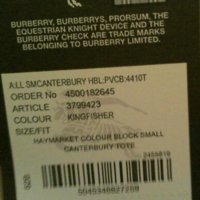 BURBERRY, BURBERRYS, PRORSUM, THE
EQUESTRIAN KNIGHT DEVICE AND THE
BURBERRY CHECK ARE TRADE MARKS
BELONGING TO BURBERRY LIMITED.
A:LL SMCANTERBURY HBL:PVCB:4410T
ORDER No 4500182645
ARTICLE 3799423
COLOUR KINGFISHER
SIZE/FIT
HAYMARKET COLOUR BLOCK SMALL
CANTERBURY TOTE